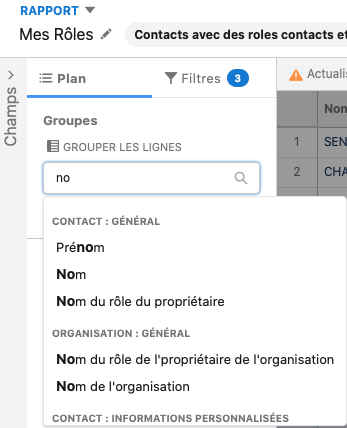 RAPPORT
Mes Rôles
Contacts avec des roles contacts et
Champs
Plan
Filtres 3
Actualis
Groupes
GROUPER LES LIGNES
no
Nom
1 SEN
2 CHA
CONTACT : GÉNÉRAL
Prénom
Nom
Nom du rôle du propriétaire
ORGANISATION : GÉNÉRAL
Nom du rôle de l'propriétaire de l'organisation
Nom de l'organisation
CONTACT : INFORMATIONS PERSONNALISÉES